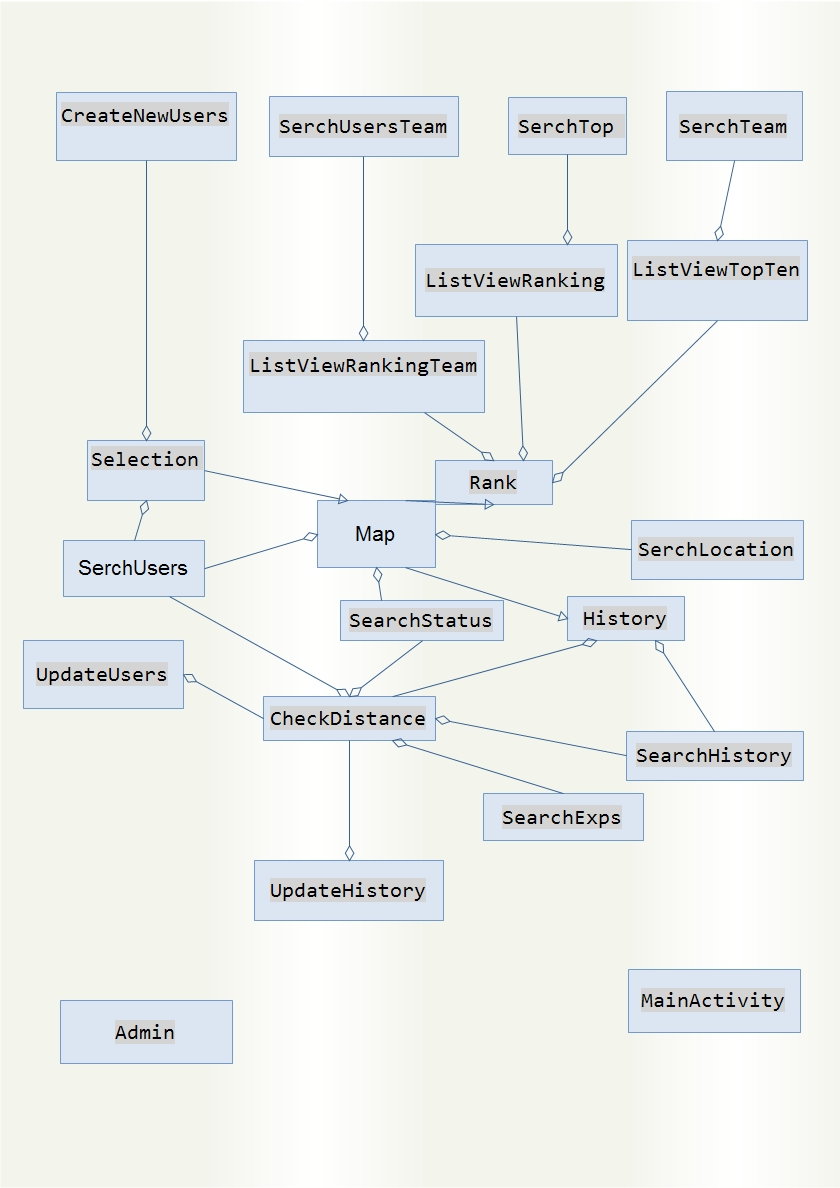 CreateNewUsers
SerchUsersTeam
SerchTop
SerchTeam
ListViewRanking
ListViewTopTen
ListViewRankingTeam
Selection
Rank
Map
SerchUsers
SerchLocation
SearchStatus
History
UpdateUsers
CheckDistance
SearchHistory
SearchExps
UpdateHistory
MainActivity
Admin